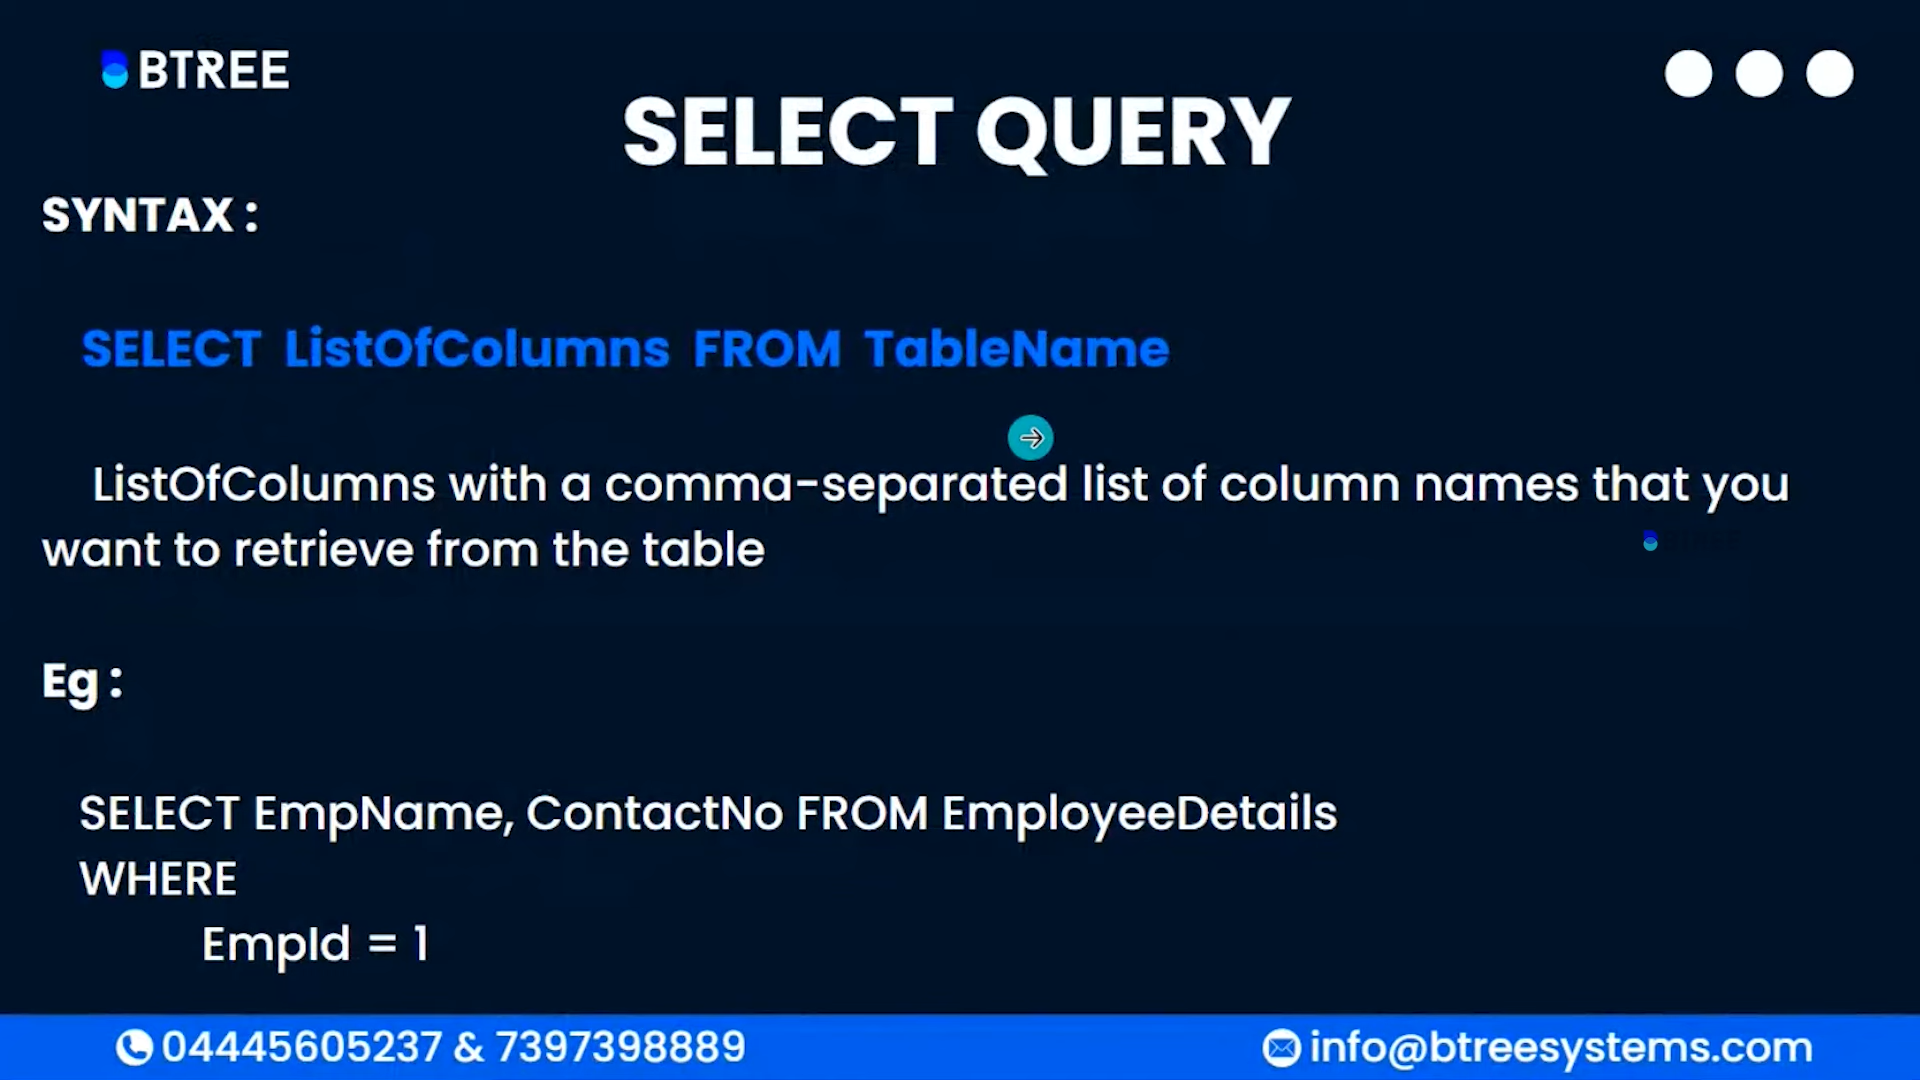 BTREE
SELECT QUERY
SYNTAX :
SELECT ListOfColumns FROM TableName
ListOfColumns with a comma-separated list of column names that you
want to retrieve from the table
Eg :
SELECT EmpName, ContactNo FROM EmployeeDetails
WHERE
EmpId = 1
04445605237 & 7397398889
info@btreesystems.com